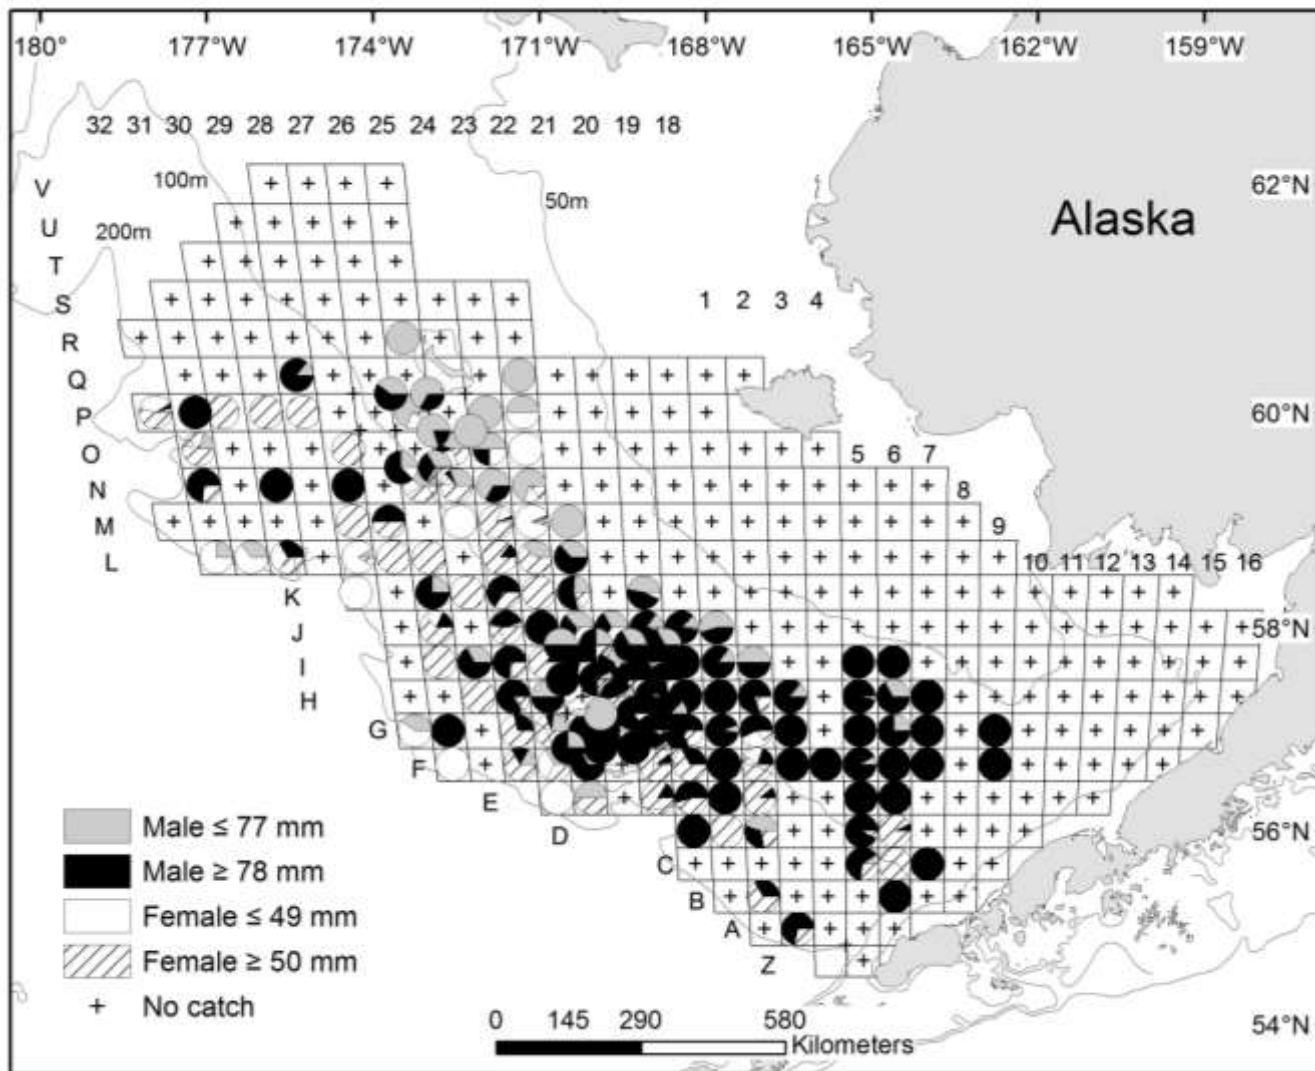 180° 177°W 174°W 171°W 168°W 165°W 162°W 159°W
32 31 30 29 28 27 26 25 24 23 22 21 20 19 18
100m
V
62°N
50m
U
200m
Alaska
T
S
1 2 3 4
R
Q
P
60°N
O
5 6 7
N
8
M
9
L
10 11 12 13 14 15 16
K
J
58°N
I
H
G
F
E
D
Male ≤ 77 mm
56°N
C
Male ≥ 78 mm
B
Female ≤ 49 mm
A
Female ≥ 50 mm
Z
+ No catch
0 145 290 580
54°N
Kilometers